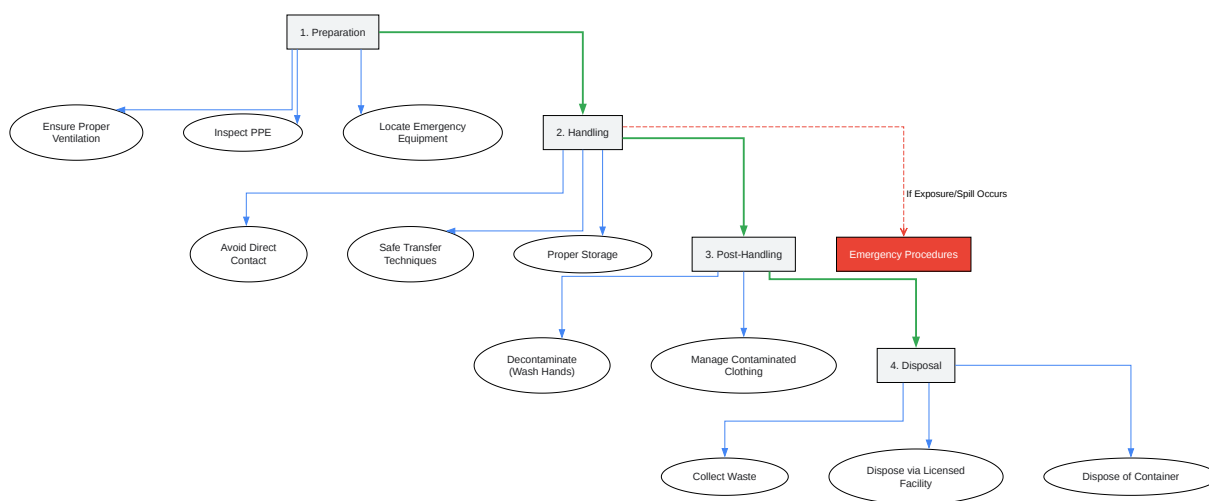 1. Preparation
Ensure Proper
Ventilation
Inspect PPE
Locate Emergency
Equipment
2. Handling
If Exposure/Spill Occurs
Avoid Direct
Contact
Safe Transfer
Techniques
Proper Storage
3. Post-Handling
Emergency Procedures
Decontaminate
(Wash Hands)
Manage Contaminated
Clothing
4. Disposal
Collect Waste
Dispose via Licensed
Facility
Dispose of Container